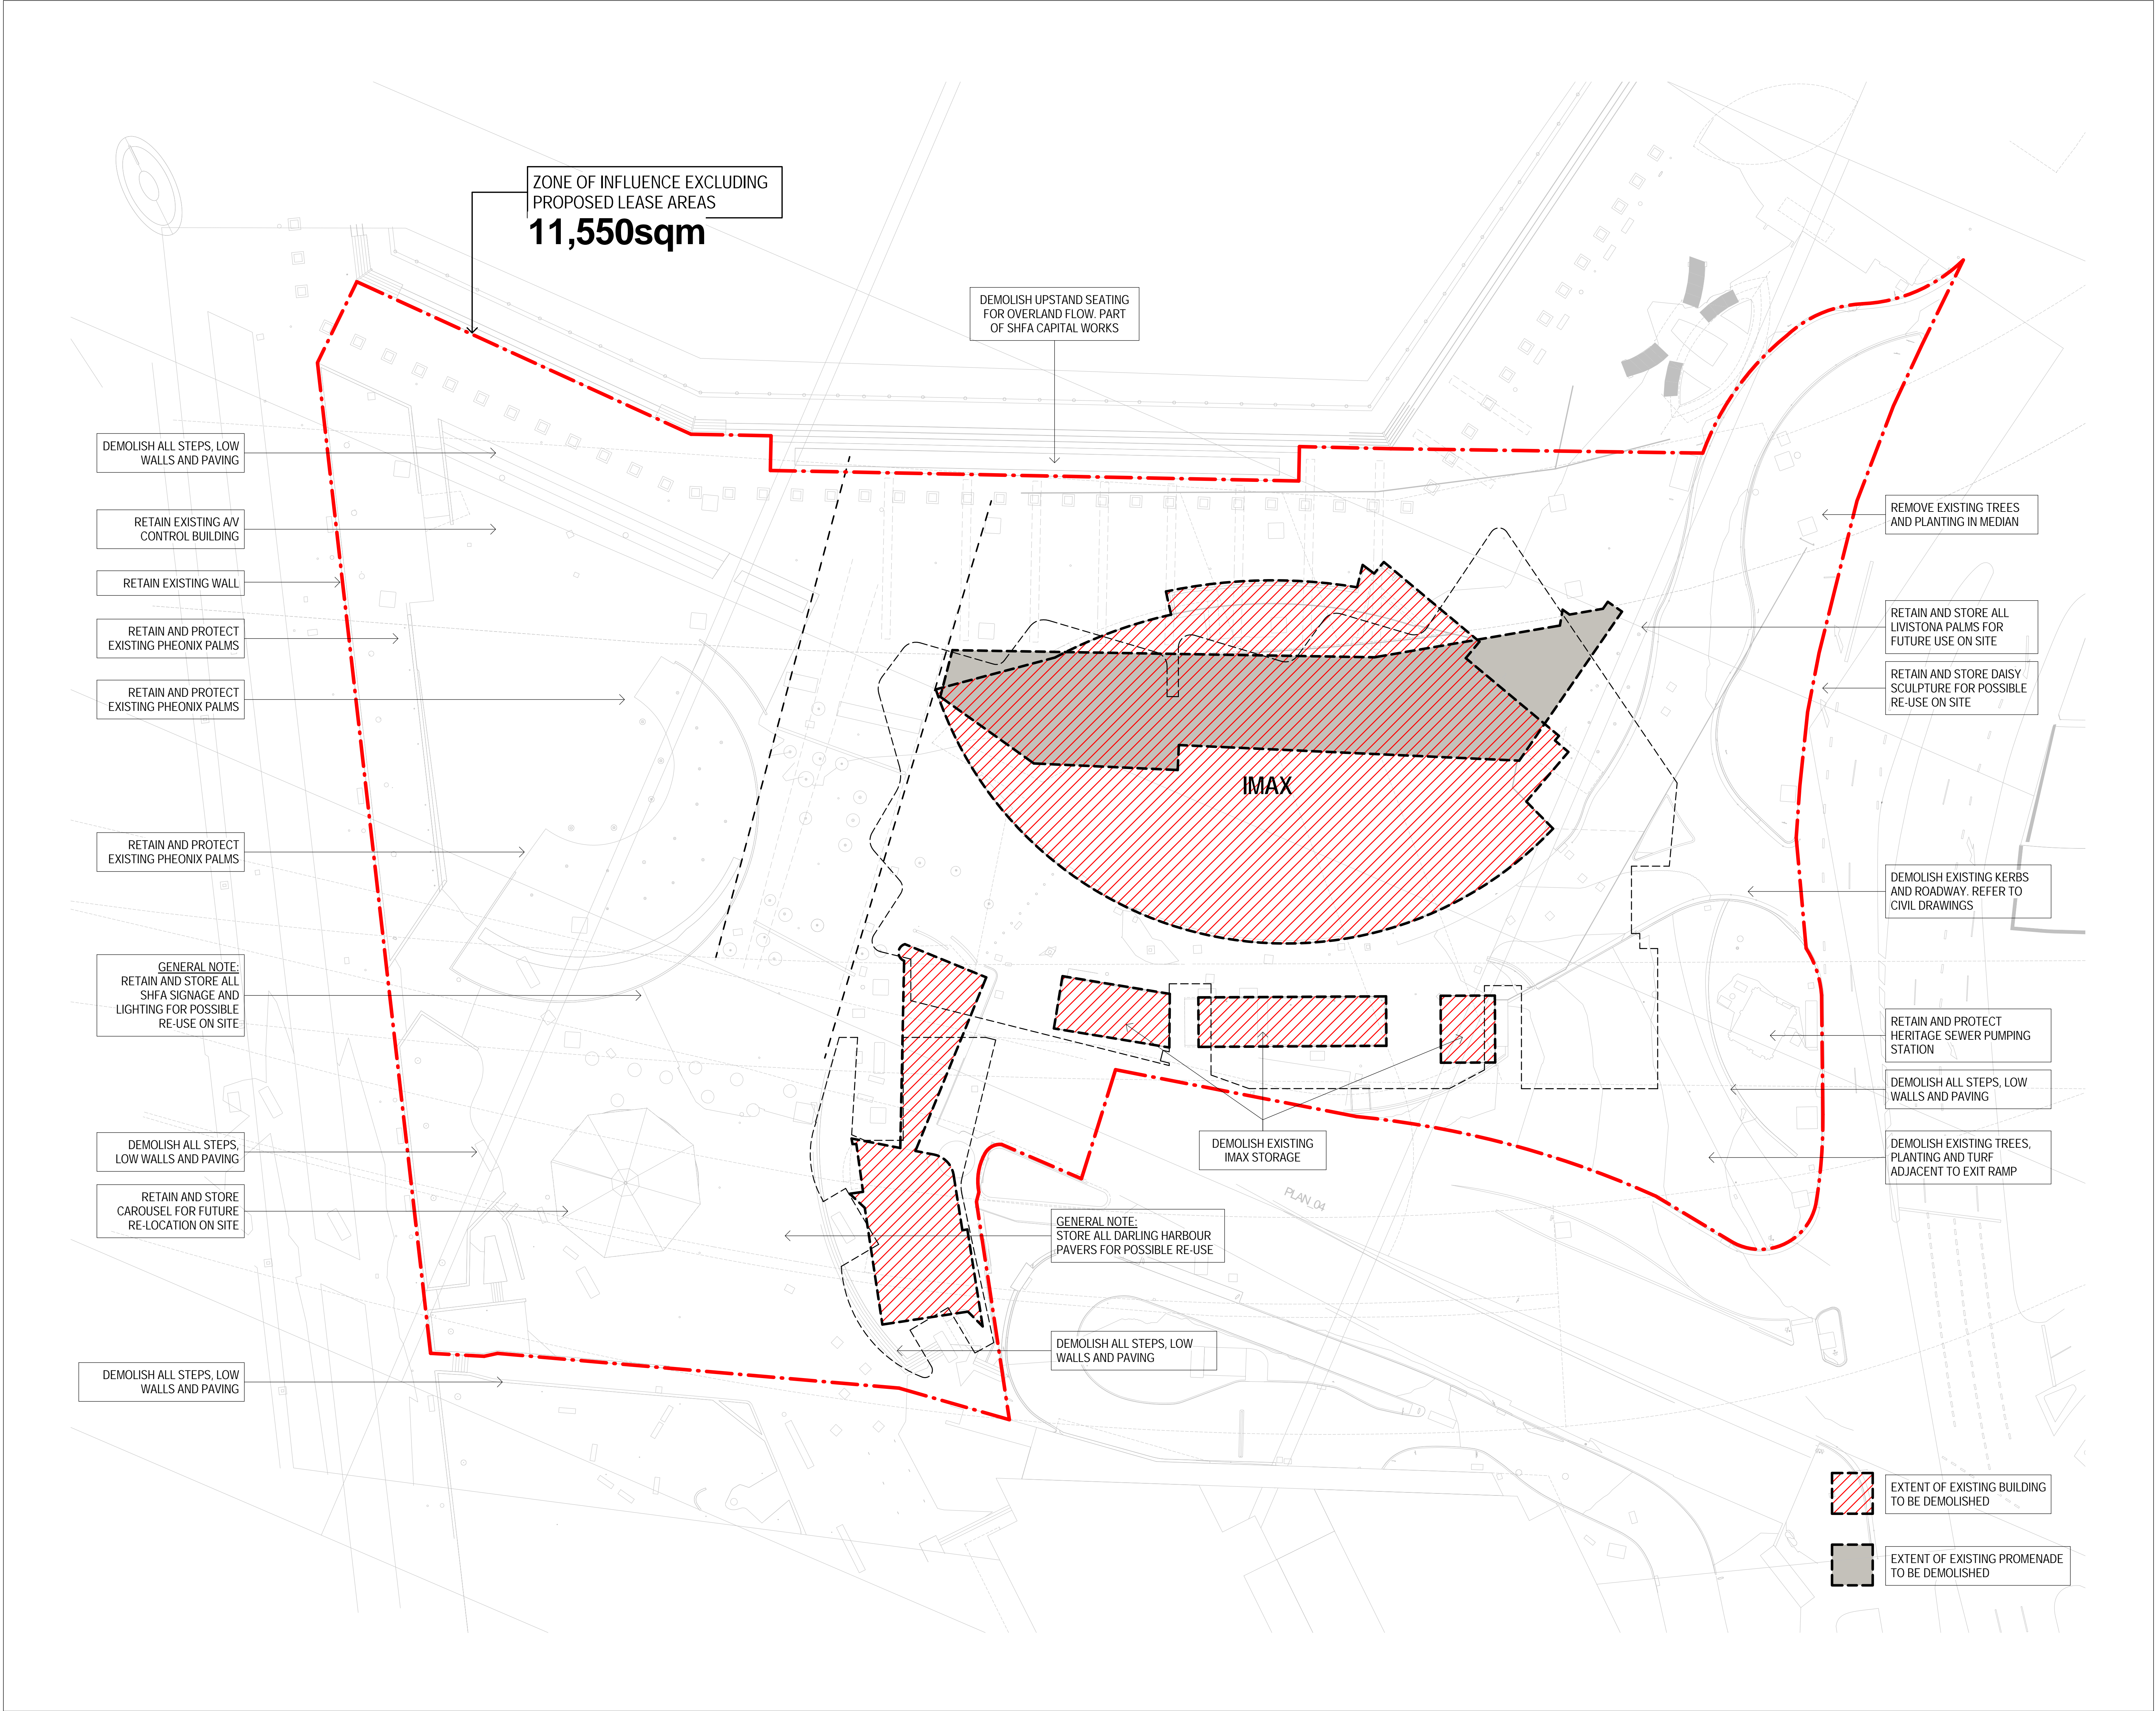 ZONE OF INFLUENCE EXCLUDING
PROPOSED LEASE AREAS
11,550sqm
DEMOLISH UPSTAND SEATING
FOR OVERLAND FLOW. PART
OF SHFA CAPITAL WORKS
DEMOLISH ALL STEPS, LOW
WALLS AND PAVING
RETAIN EXISTING A/V
CONTROL BUILDING
RETAIN EXISTING WALL
RETAIN AND PROTECT
EXISTING PHEONIX PALMS
RETAIN AND PROTECT
EXISTING PHEONIX PALMS
RETAIN AND PROTECT
EXISTING PHEONIX PALMS
GENERAL NOTE:
RETAIN AND STORE ALL
SHFA SIGNAGE AND
LIGHTING FOR POSSIBLE
RE-USE ON SITE
DEMOLISH ALL STEPS,
LOW WALLS AND PAVING
RETAIN AND STORE
CAROUSEL FOR FUTURE
RE-LOCATION ON SITE
DEMOLISH ALL STEPS, LOW
WALLS AND PAVING
IMAX
DEMOLISH EXISTING
IMAX STORAGE
PLAN_04
GENERAL NOTE:
STORE ALL DARLING HARBOUR
PAVERS FOR POSSIBLE RE-USE
DEMOLISH ALL STEPS, LOW
WALLS AND PAVING
REMOVE EXISTING TREES
AND PLANTING IN MEDIAN
RETAIN AND STORE ALL
LIVISTONA PALMS FOR
FUTURE USE ON SITE
RETAIN AND STORE DAISY
SCULPTURE FOR POSSIBLE
RE-USE ON SITE
DEMOLISH EXISTING KERBS
AND ROADWAY. REFER TO
CIVIL DRAWINGS
RETAIN AND PROTECT
HERITAGE SEWER PUMPING
STATION
DEMOLISH ALL STEPS, LOW
WALLS AND PAVING
DEMOLISH EXISTING TREES,
PLANTING AND TURF
ADJACENT TO EXIT RAMP
EXTENT OF EXISTING BUILDING
TO BE DEMOLISHED
EXTENT OF EXISTING PROMENADE
TO BE DEMOLISHED